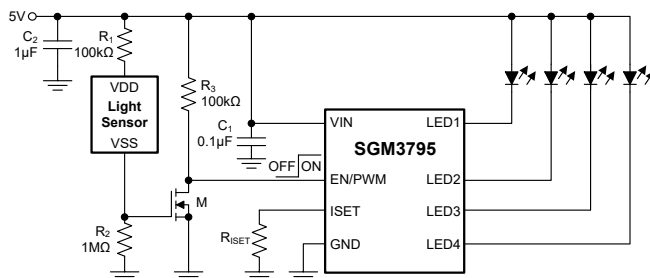 5V
C2
1μF
R1
100kΩ
VDD
Light
Sensor
VSS
R2
1MΩ
R3
100kΩ
M
C1
0.1μF
OFF
ON
RISET
VIN
LED1
SGM3795
EN/PWM
LED2
ISET
LED3
GND
LED4